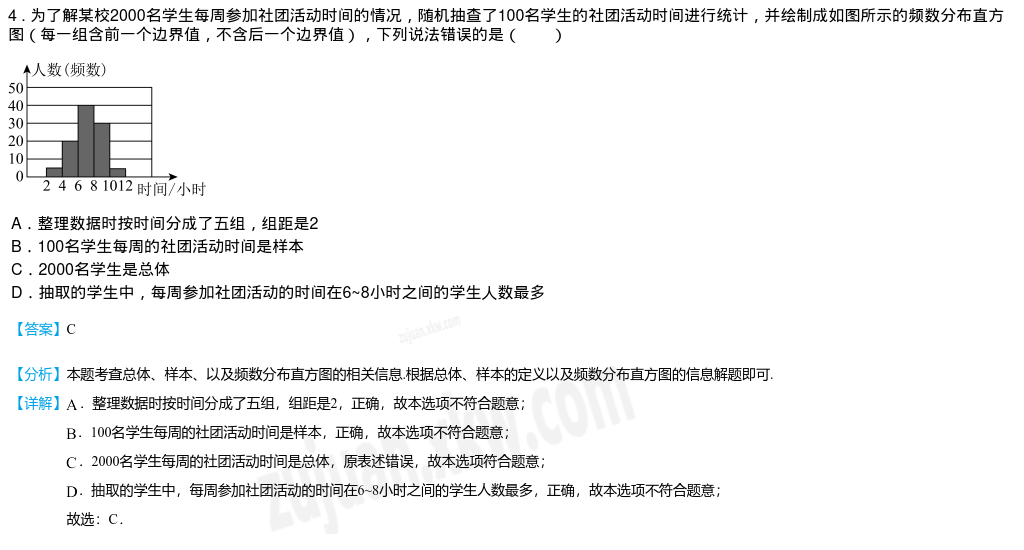 4．为了解某校2000名学生每周参加社团活动时间的情况，随机抽查了100名学生的社团活动时间进行统计，并绘制成如图所示的频数分布直方
图（每一组含前一个边界值，不含后一个边界值），下列说法错误的是（　　）
人数(频数)
50
40
30
20
10
0
2 4 6 8 1012 时间/小时
A．整理数据时按时间分成了五组，组距是2
B．100名学生每周的社团活动时间是样本
C．2000名学生是总体
D．抽取的学生中，每周参加社团活动的时间在6~8小时之间的学生人数最多
【答案】C
zujuan.xkw.com
【分析】本题考查总体、样本、以及频数分布直方图的相关信息.根据总体、样本的定义以及频数分布直方图的信息解题即可.
【详解】A．整理数据时按时间分成了五组，组距是2，正确，故本选项不符合题意；
B．100名学生每周的社团活动时间是样本，正确，故本选项不符合题意；
C．2000名学生每周的社团活动时间是总体，原表述错误，故本选项符合题意；
D．抽取的学生中，每周参加社团活动的时间在6~8小时之间的学生人数最多，正确，故本选项不符合题意；
故选：C．
zujuan.xkw.com